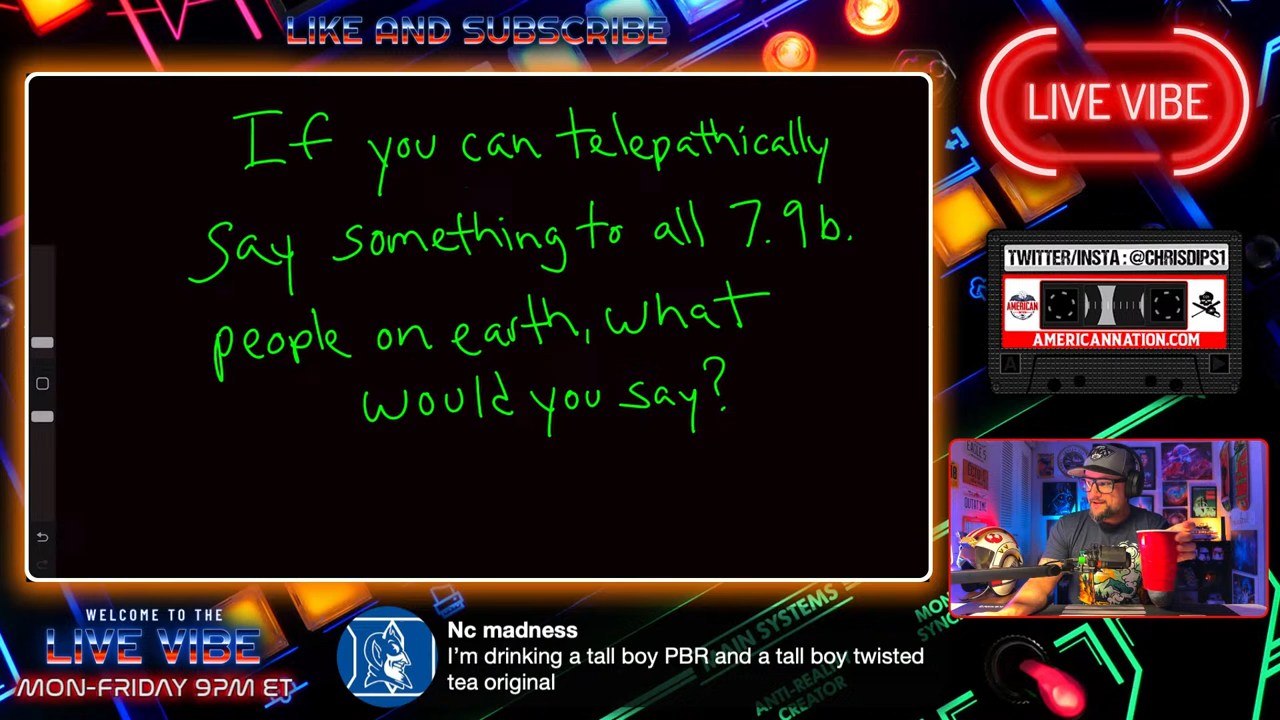 LIKE AND SUBSCRIBE
LIVE VIBE
If you can telepathically
say something to all 7.9 b.
people on earth, what
would you say?
TWITTER/INSTA : @CHRISDIPS1
AMERICAN
AMERICANNATION.COM
A
WELCOME TO THE
LIVE VIBE
MON-FRIDAY 9PM ET
Nc madness
I'm drinking a tall boy PBR and a tall boy twisted
tea original